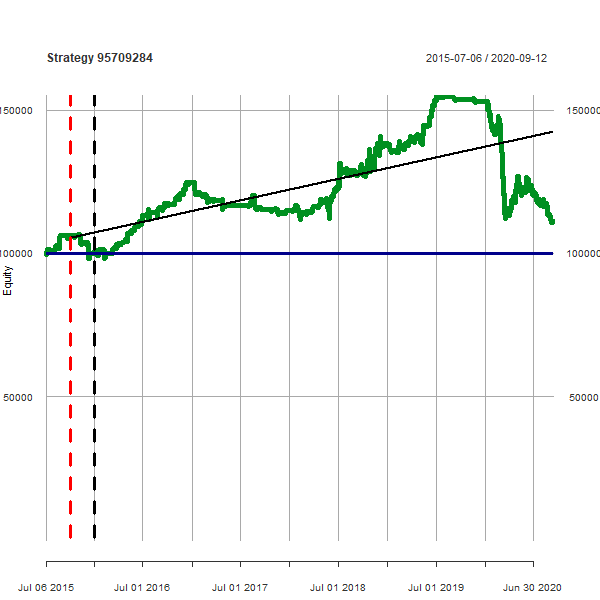 Strategy 95709284
2015-07-06 / 2020-09-12
150000
150000
100000
100000
Equity
50000
50000
Jul 06 2015
Jul 01 2016
Jul 01 2017
Jul 01 2018
Jul 01 2019
Jun 30 2020